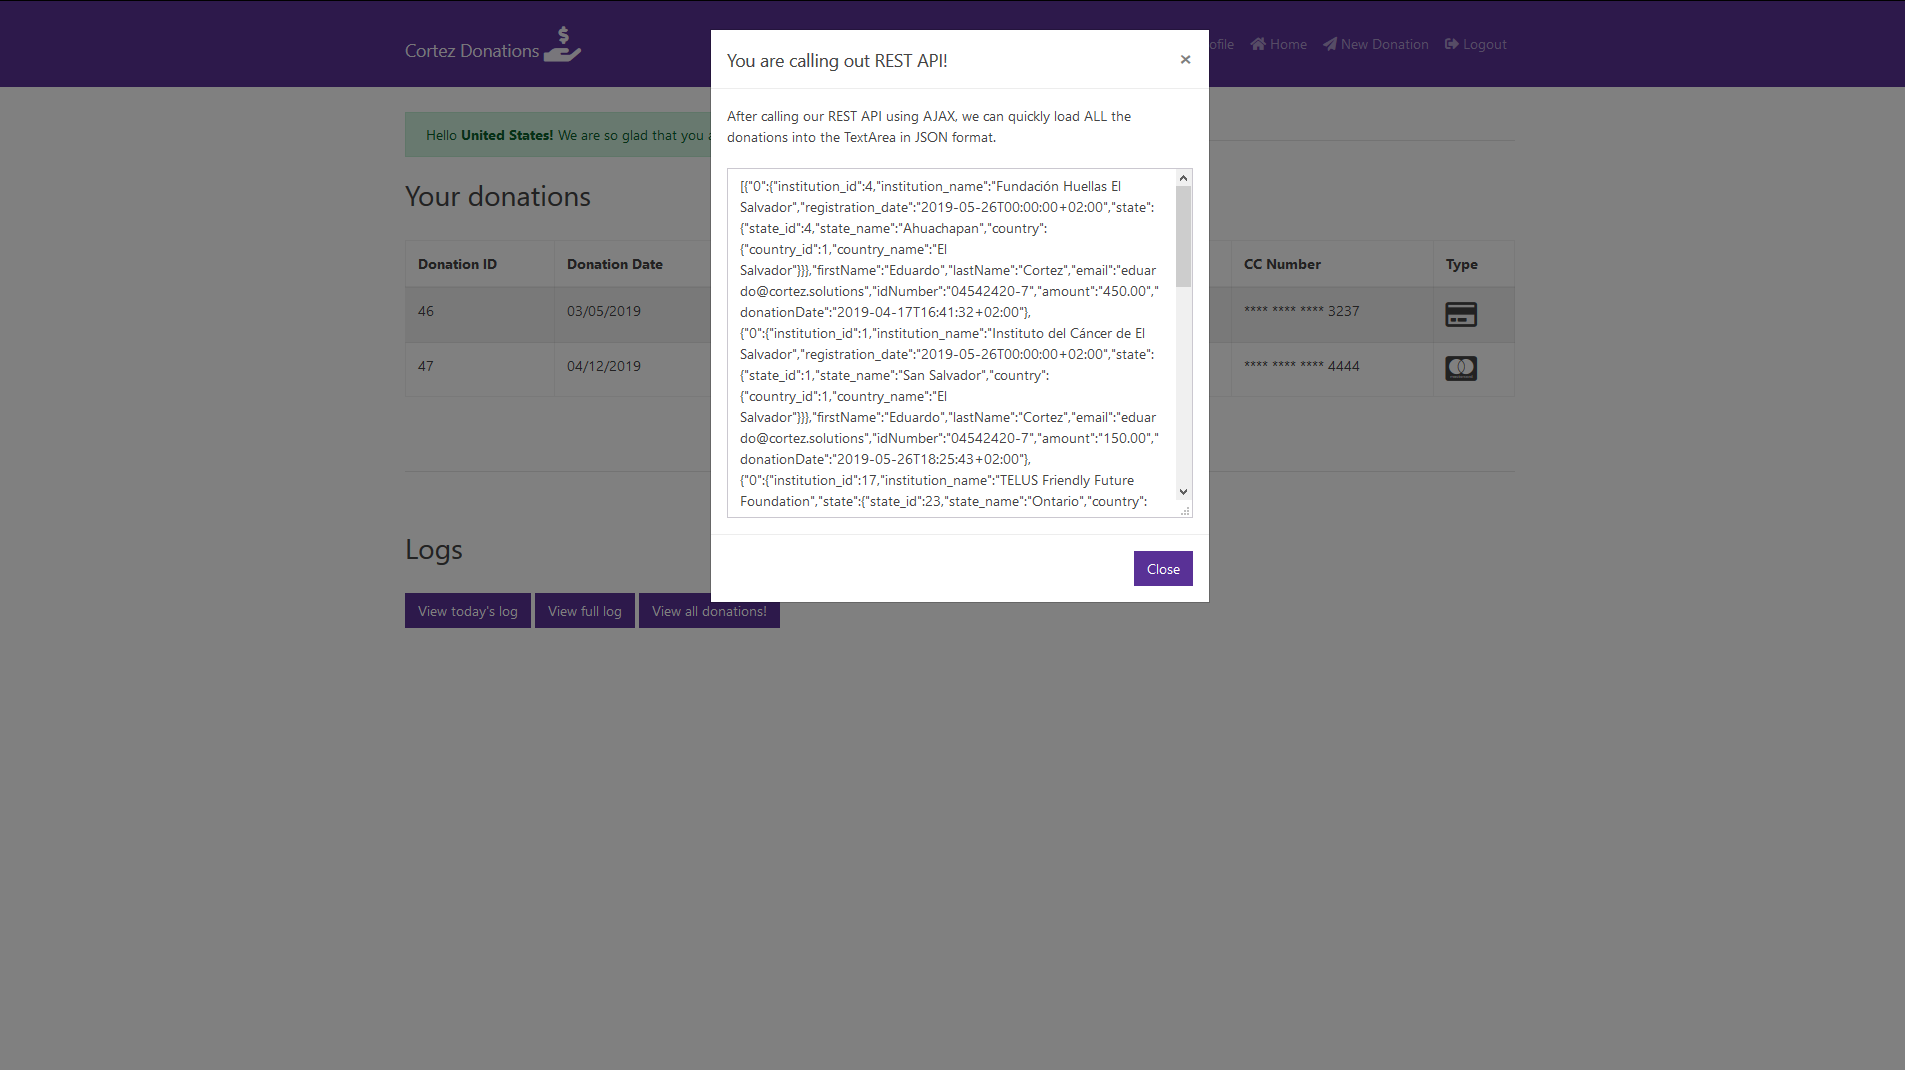 Cortez Donations
ofile Home New Donation Logout
Hello United States! We are so glad that you
Your donations
Donation ID Donation Date CC Number Type
46 03/05/2019 **** **** **** 3237
47 04/12/2019 **** **** **** 4444
Logs
View today's log View full log View all donations!
You are calling out REST API!
×
After calling our REST API using AJAX, we can quickly load ALL the
donations into the TextArea in JSON format.
[{"0":{"institution_id":4,"institution_name":"Fundación Huellas El
Salvador","registration_date":"2019-05-26T00:00:00+02:00","state":
{"state_id":4,"state_name":"Ahuachapan","country":
{"country_id":1,"country_name":"El
Salvador"}}},"firstName":"Eduardo","lastName":"Cortez","email":"eduar
do@cortez.solutions","idNumber":"04542420-7","amount":"450.00","
donationDate":"2019-04-17T16:41:32+02:00"},
{"0":{"institution_id":1,"institution_name":"Instituto del Cáncer de El
Salvador","registration_date":"2019-05-26T00:00:00+02:00","state":
{"state_id":1,"state_name":"San Salvador","country":
{"country_id":1,"country_name":"El
Salvador"}}},"firstName":"Eduardo","lastName":"Cortez","email":"eduar
do@cortez.solutions","idNumber":"04542420-7","amount":"150.00","
donationDate":"2019-05-26T18:25:43+02:00"},
{"0":{"institution_id":17,"institution_name":"TELUS Friendly Future
Foundation","state":{"state_id":23,"state_name":"Ontario","country":
Close